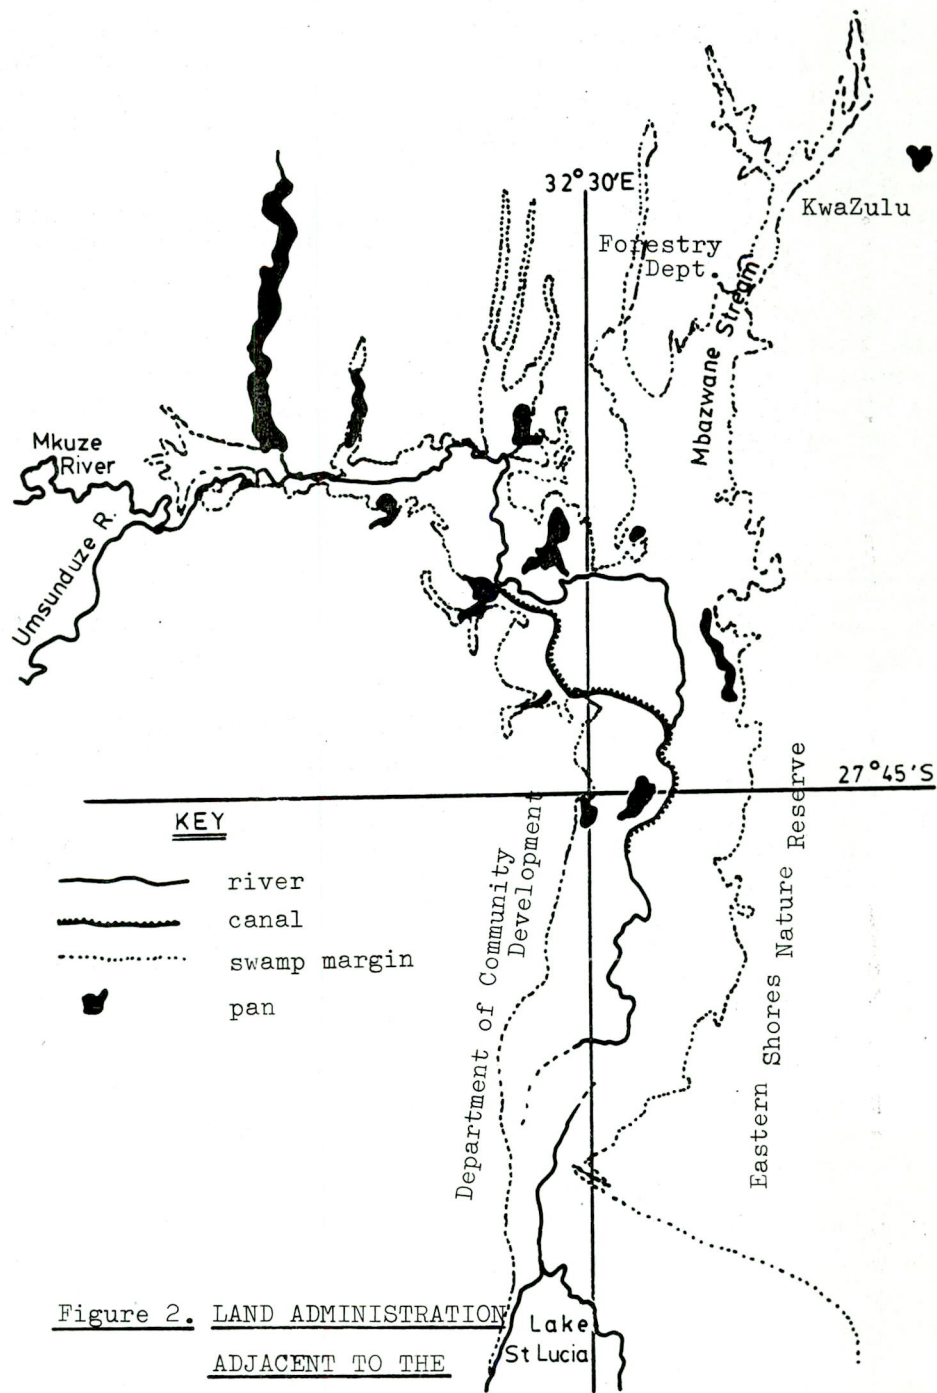 32°30'E
KwaZulu
Forestry
Dept.
Mbazwane Stream
Mkuze
River
Umsunduze R.
27°45'S
KEY
river
canal
swamp margin
pan
Department of Community
Development
Eastern Shores Nature Reserve
Figure 2. LAND ADMINISTRATION
ADJACENT TO THE
Lake
St Lucia